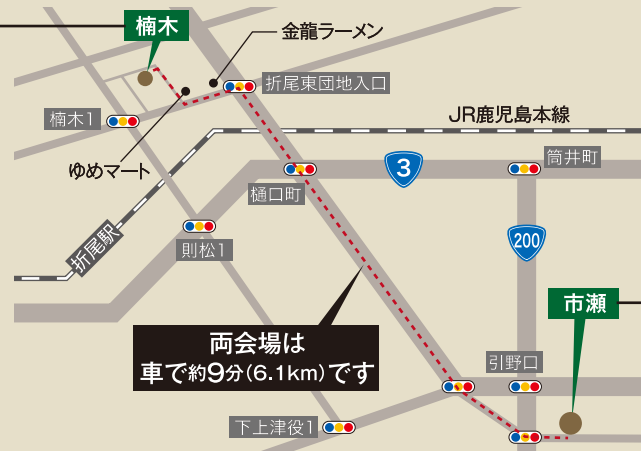 楠木
金龍ラーメン
折尾東団地入口
楠木1
JR鹿児島本線
ゆめマート
3
筒井町
樋口町
則松1
折尾駅
200
市瀬
両会場は
車で約9分(6.1km)です
引野口
下上津役1